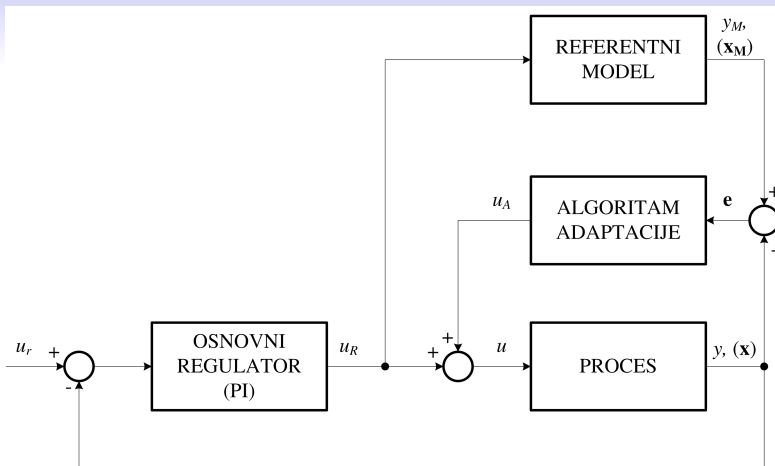 y_M,
(x_M)
REFERENTNI
MODEL
+
u_A
ALGORITAM
ADAPTACIJE
e
-
u_r
+
-
OSNOVNI
REGULATOR
(PI)
u_R
+
+
u
PROCES
y, (x)